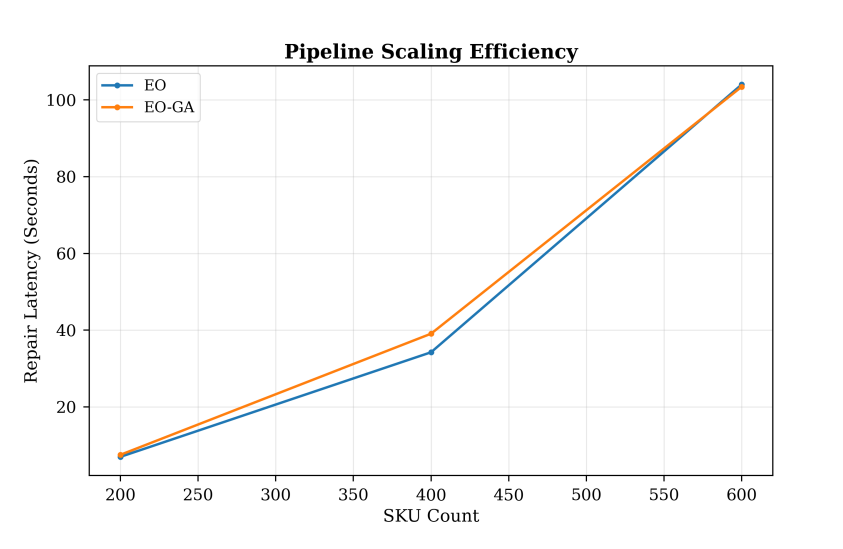 Pipeline Scaling Efficiency
EO
EO-GA
Repair Latency (Seconds)
100
80
60
40
20
200 250 300 350 400 450 500 550 600
SKU Count